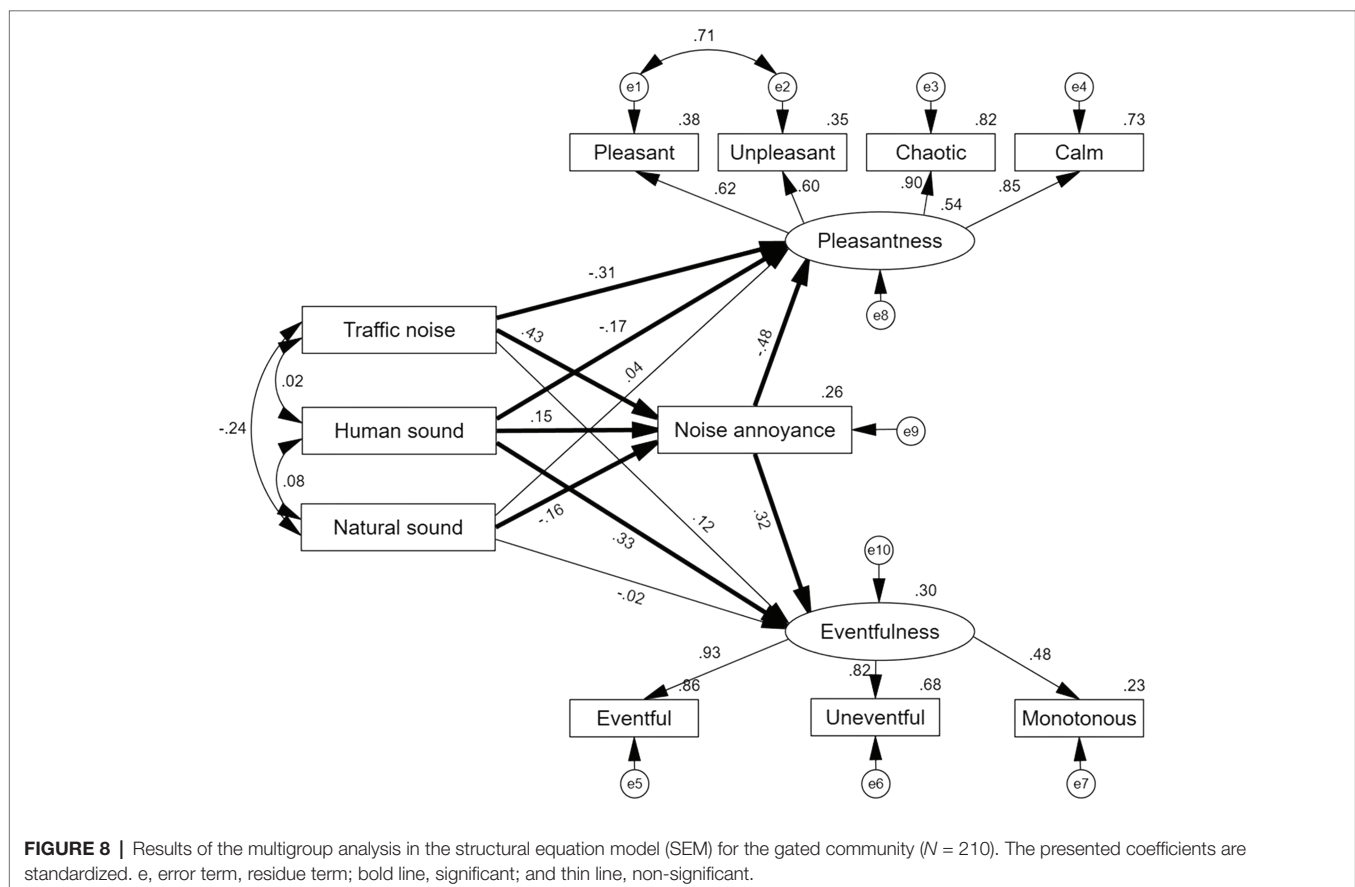 .71
e1 e2 e3 e4
.38 .35 .82 .73
Pleasant Unpleasant Chaotic Calm
.62 .60 .90 .85
.54
Pleasantness
-.31
e8
Traffic noise
.43 -.17 -.48
.04
.02
.26
-.24 Human sound .15 Noise annoyance e9
.08
Natural sound -.16 .12 .32
.33
e10
-.02 .30
Eventfulness
.93 .82 .48
.86 .68 .23
Eventful Uneventful Monotonous
e5 e6 e7
FIGURE 8 | Results of the multigroup analysis in the structural equation model (SEM) for the gated community (N = 210). The presented coefficients are
standardized. e, error term, residue term; bold line, significant; and thin line, non-significant.